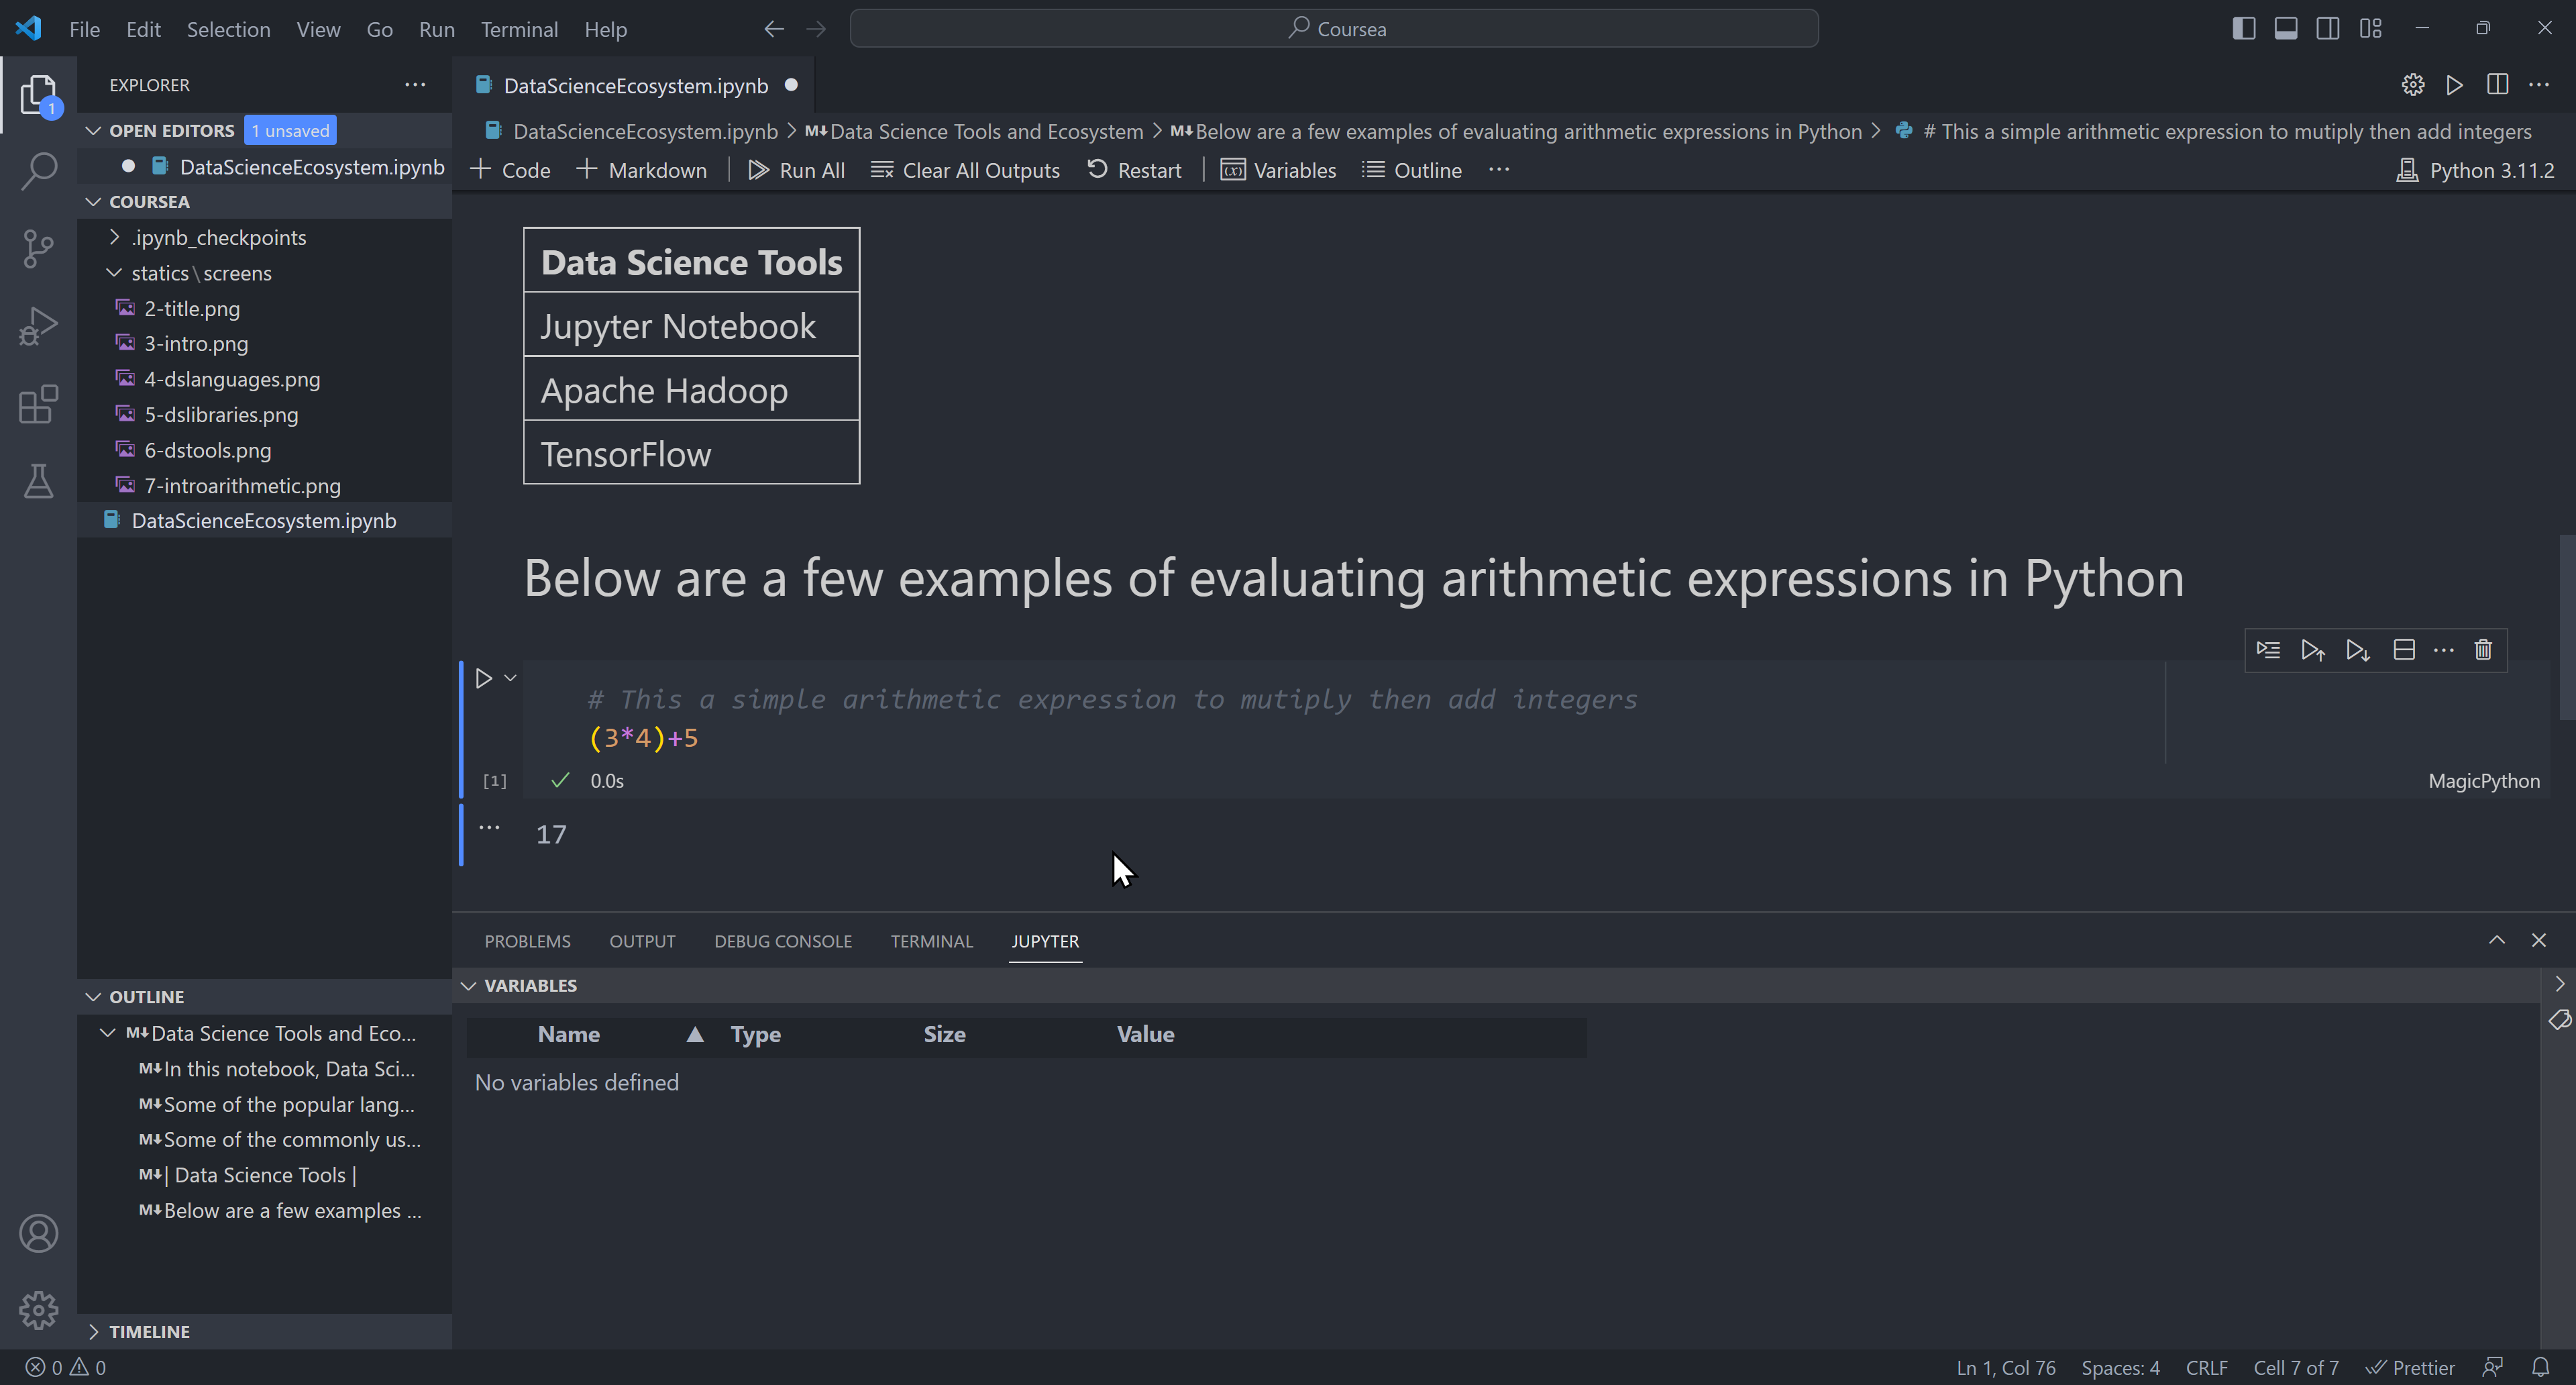 File Edit Selection View Go Run Terminal Help
Coursea
EXPLORER
OPEN EDITORS 1 unsaved
DataScienceEcosystem.ipynb
COURSEA
.ipynb_checkpoints
statics\screens
2-title.png
3-intro.png
4-dslanguages.png
5-dslibraries.png
6-dstools.png
7-introarithmetic.png
DataScienceEcosystem.ipynb
OUTLINE
M↓Data Science Tools and Eco...
M↓In this notebook, Data Sci...
M↓Some of the popular lang...
M↓Some of the commonly us...
M↓| Data Science Tools |
M↓Below are a few examples ...
TIMELINE
1
DataScienceEcosystem.ipynb
DataScienceEcosystem.ipynb > M↓Data Science Tools and Ecosystem > M↓Below are a few examples of evaluating arithmetic expressions in Python > # This a simple arithmetic expression to mutiply then add integers
+ Code + Markdown | Run All Clear All Outputs Restart | (x) Variables Outline ... Python 3.11.2
Data Science Tools
Jupyter Notebook
Apache Hadoop
TensorFlow
Below are a few examples of evaluating arithmetic expressions in Python
# This a simple arithmetic expression to mutiply then add integers
(3*4)+5
[1] ✓ 0.0s MagicPython
... 17
PROBLEMS OUTPUT DEBUG CONSOLE TERMINAL JUPYTER
VARIABLES
Name ▲ Type Size Value
No variables defined
0 0 Ln 1, Col 76 Spaces: 4 CRLF Cell 7 of 7 Prettier